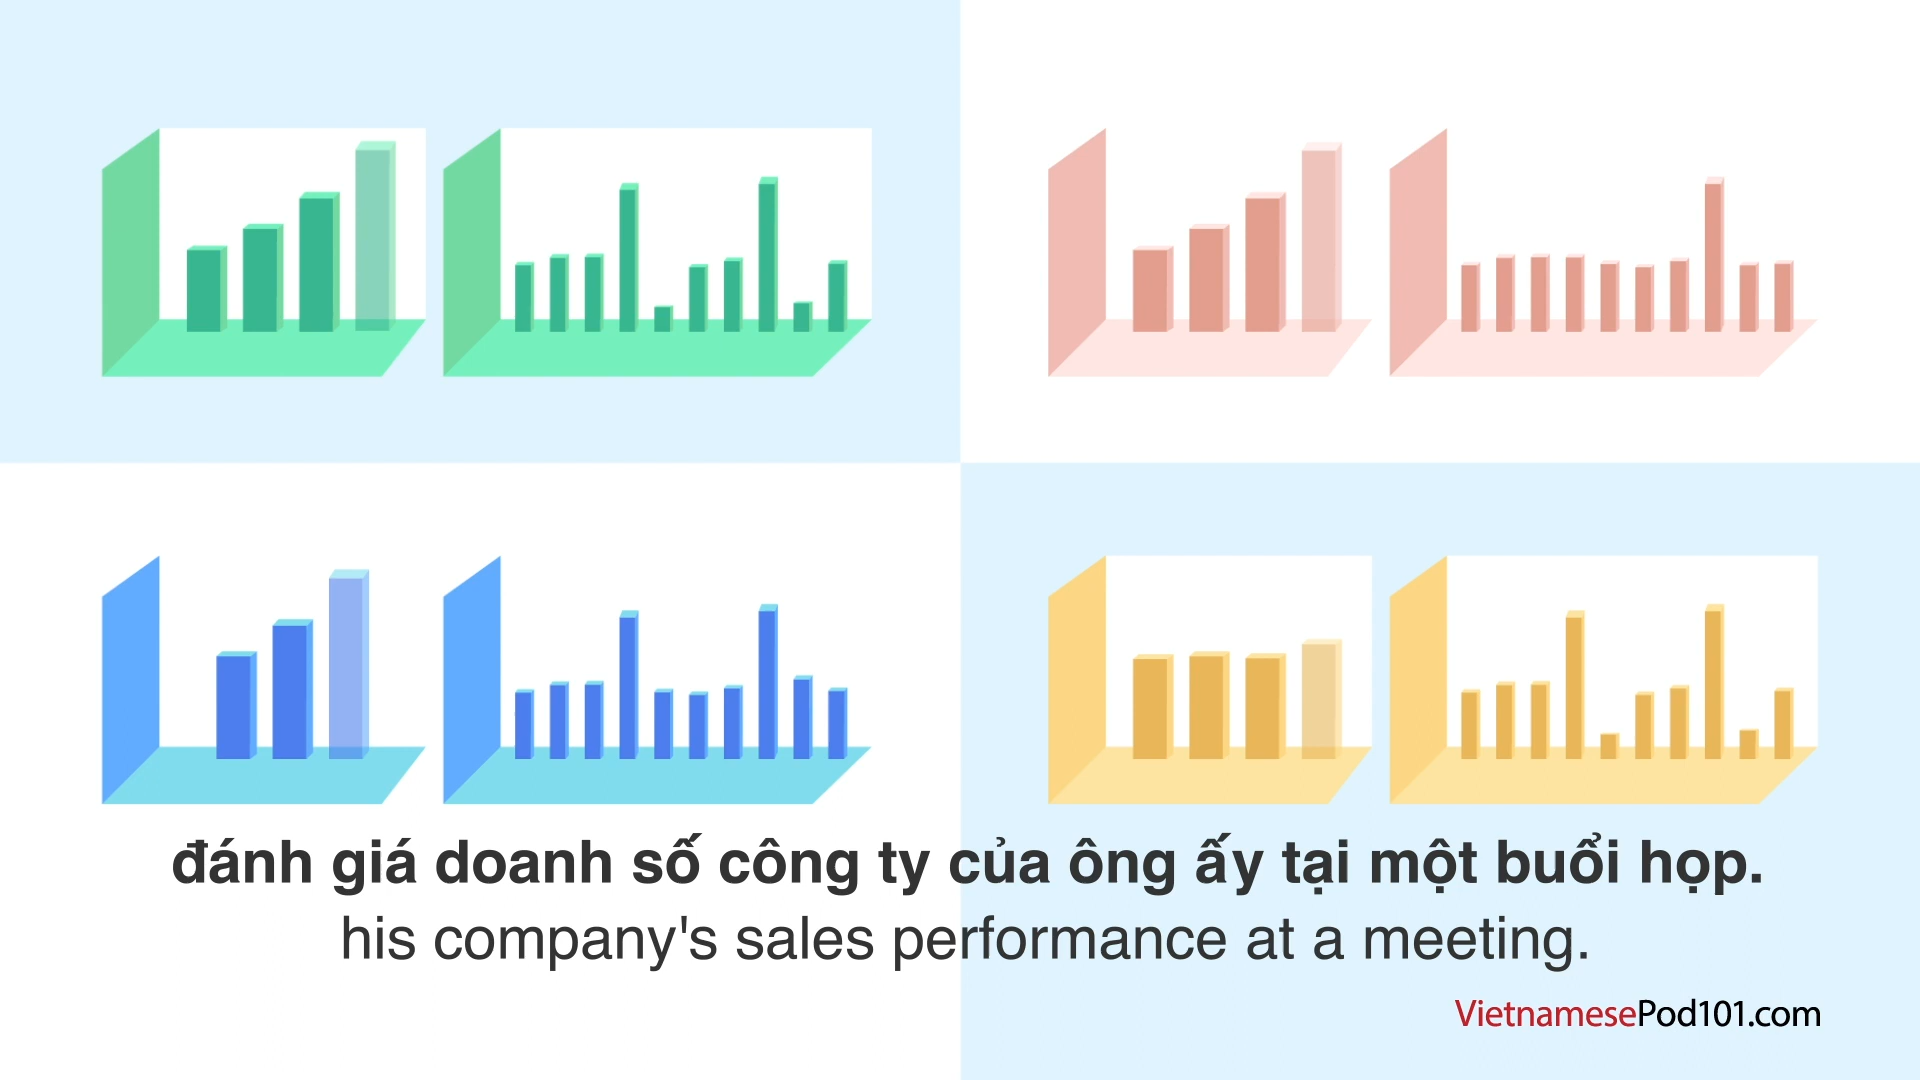 đánh giá doanh số công ty của ông ấy tại một buổi họp.
his company's sales performance at a meeting.
VietnamesePod101.com